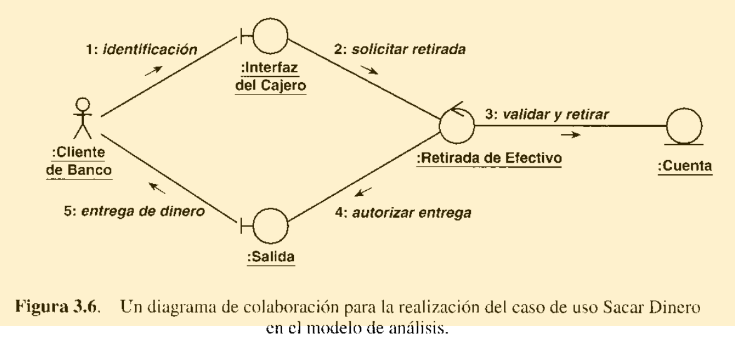 1: identificación
2: solicitar retirada
:Interfaz
del Cajero
3: validar y retirar
:Cliente
de Banco
:Retirada de Efectivo
:Cuenta
5: entrega de dinero
4: autorizar entrega
:Salida
Figura 3.6. Un diagrama de colaboración para la realización del caso de uso Sacar Dinero
en el modelo de análisis.